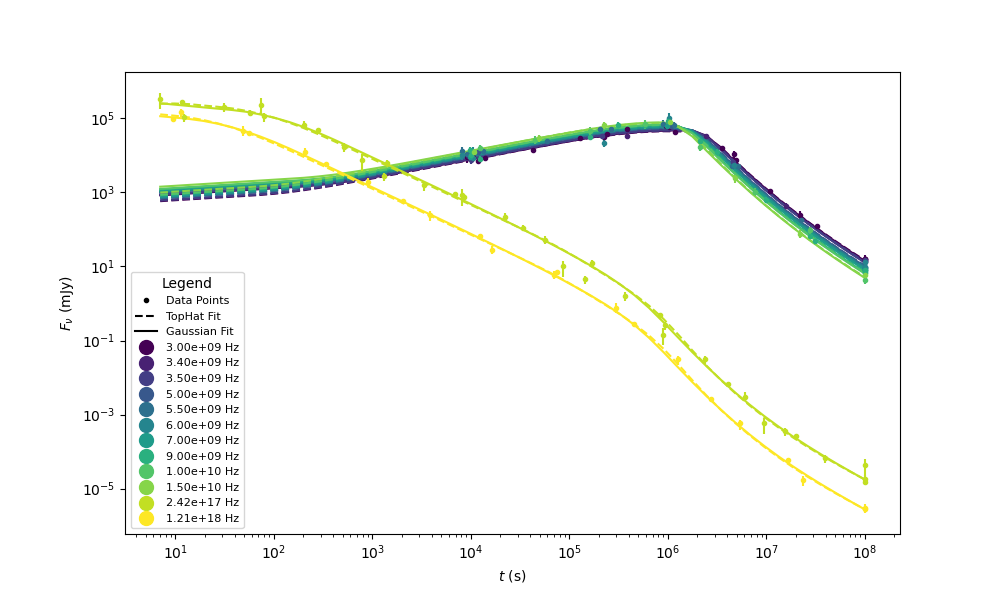 10^5
10^3
10^1
10^−1
10^−3
10^−5
F_ν (mJy)
Legend
Data Points
TopHat Fit
Gaussian Fit
3.00e+09 Hz
3.40e+09 Hz
3.50e+09 Hz
5.00e+09 Hz
5.50e+09 Hz
6.00e+09 Hz
7.00e+09 Hz
9.00e+09 Hz
1.00e+10 Hz
1.50e+10 Hz
2.42e+17 Hz
1.21e+18 Hz
10^1 10^2 10^3 10^4 10^5 10^6 10^7 10^8
t (s)